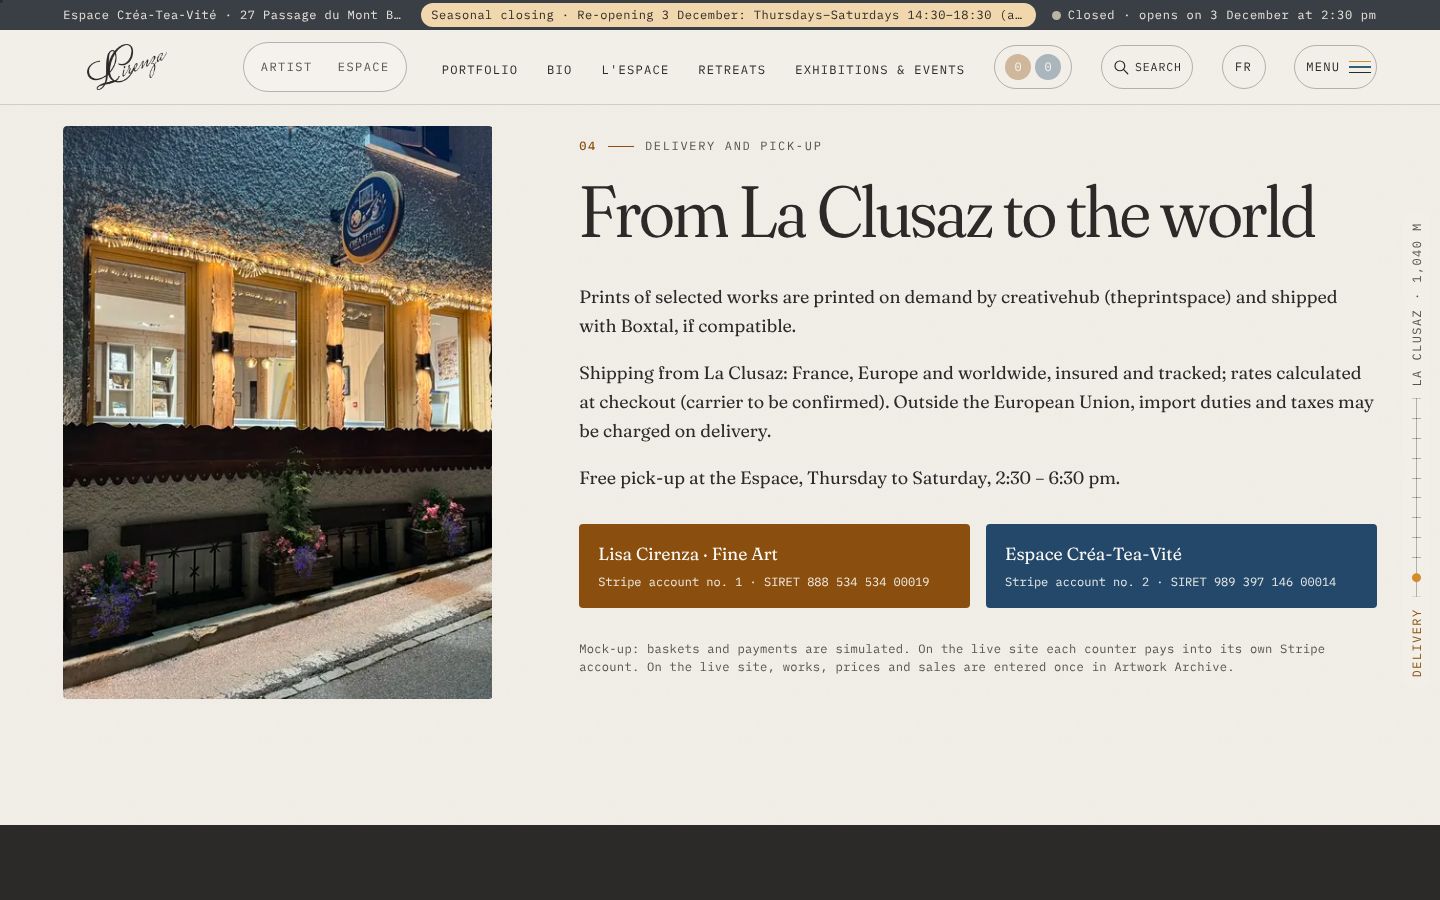 Espace Créa-Tea-Vité · 27 Passage du Mont B…
Seasonal closing · Re-opening 3 December: Thursdays–Saturdays 14:30–18:30 (a…
Closed · opens on 3 December at 2:30 pm
Cirenza
ARTIST ESPACE
PORTFOLIO BIO L'ESPACE RETREATS EXHIBITIONS & EVENTS
0 0
SEARCH
FR
MENU
CRÉA-TEA-VITÉ
04 DELIVERY AND PICK-UP
From La Clusaz to the world
Prints of selected works are printed on demand by creativehub (theprintspace) and shipped
with Boxtal, if compatible.
Shipping from La Clusaz: France, Europe and worldwide, insured and tracked; rates calculated
at checkout (carrier to be confirmed). Outside the European Union, import duties and taxes may
be charged on delivery.
Free pick-up at the Espace, Thursday to Saturday, 2:30 – 6:30 pm.
Lisa Cirenza · Fine Art
Stripe account no. 1 · SIRET 888 534 534 00019
Espace Créa-Tea-Vité
Stripe account no. 2 · SIRET 989 397 146 00014
Mock-up: baskets and payments are simulated. On the live site each counter pays into its own Stripe
account. On the live site, works, prices and sales are entered once in Artwork Archive.
LA CLUSAZ · 1,040 M
DELIVERY